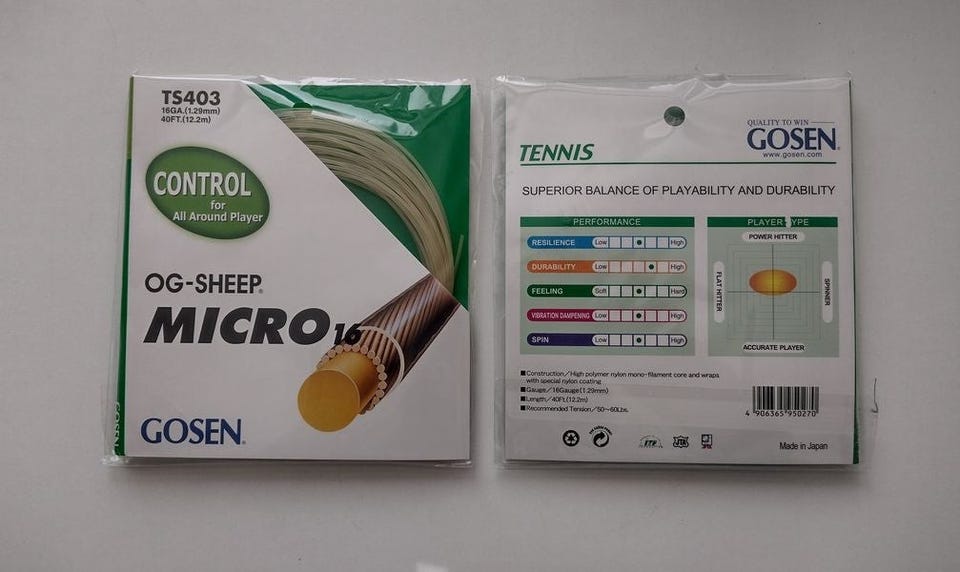 TS403
16GA.(1.29mm)
40FT.(12.2m)
CONTROL
for
All Around Player
OG-SHEEP®
MICRO 16
GOSEN®
GOSEN
QUALITY TO WIN
GOSEN®
www.gosen.com
TENNIS
SUPERIOR BALANCE OF PLAYABILITY AND DURABILITY
PERFORMANCE
RESILIENCE Low High
DURABILITY Low High
FEELING Soft Hard
VIBRATION DAMPENING Low High
SPIN Low High
PLAYER TYPE
POWER HITTER
FLAT HITTER
SPINNER
ACCURATE PLAYER
■Construction/High polymer nylon mono-filament core and wraps
with special nylon coating
■Gauge/16Gauge(1.29mm)
■Length/40Ft.(12.2m)
■Recommended Tension/50~60Lbs.
4 906365 950270
JTA
Made in Japan